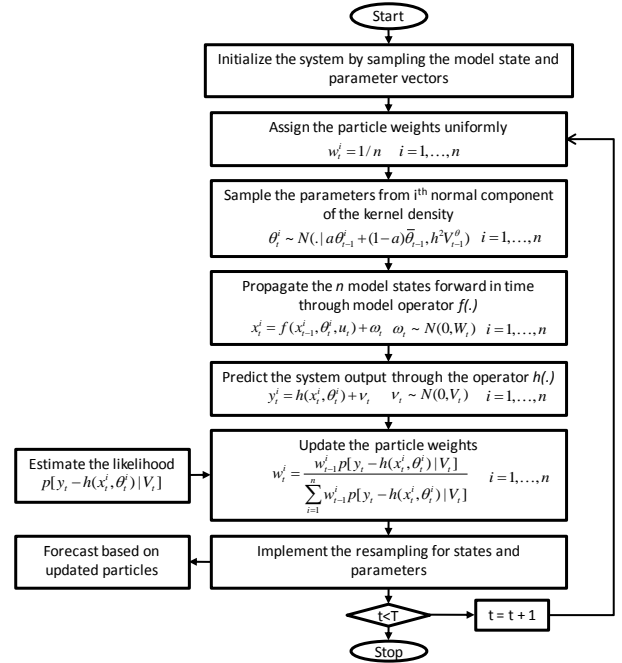 Start
Initialize the system by sampling the model state and
parameter vectors
Assign the particle weights uniformly
w_t^i = 1/n   i = 1,…,n
Sample the parameters from i^th normal component
of the kernel density
θ_t^i ~ N(.| aθ_{t-1}^i + (1−a)θ̅_{t-1}, h²V_{t-1}^θ)   i = 1,…,n
Propagate the n model states forward in time
through model operator f(.)
x_t^i = f(x_{t-1}^i, θ_t^i, u_t) + ω_t   ω_t ~ N(0,W_t)   i = 1,…,n
Predict the system output through the operator h(.)
y_t^i = h(x_t^i, θ_t^i) + ν_t   ν_t ~ N(0,V_t)   i = 1,…,n
Estimate the likelihood
p[y_t − h(x_t^i, θ_t^i) | V_t]
Update the particle weights
w_t^i = w_{t-1}^i p[y_t − h(x_t^i, θ_t^i) | V_t] / ∑_{i=1}^n w_{t-1}^i p[y_t − h(x_t^i, θ_t^i) | V_t]   i = 1,…,n
Forecast based on
updated particles
Implement the resampling for states and
parameters
t<T
t = t + 1
Stop